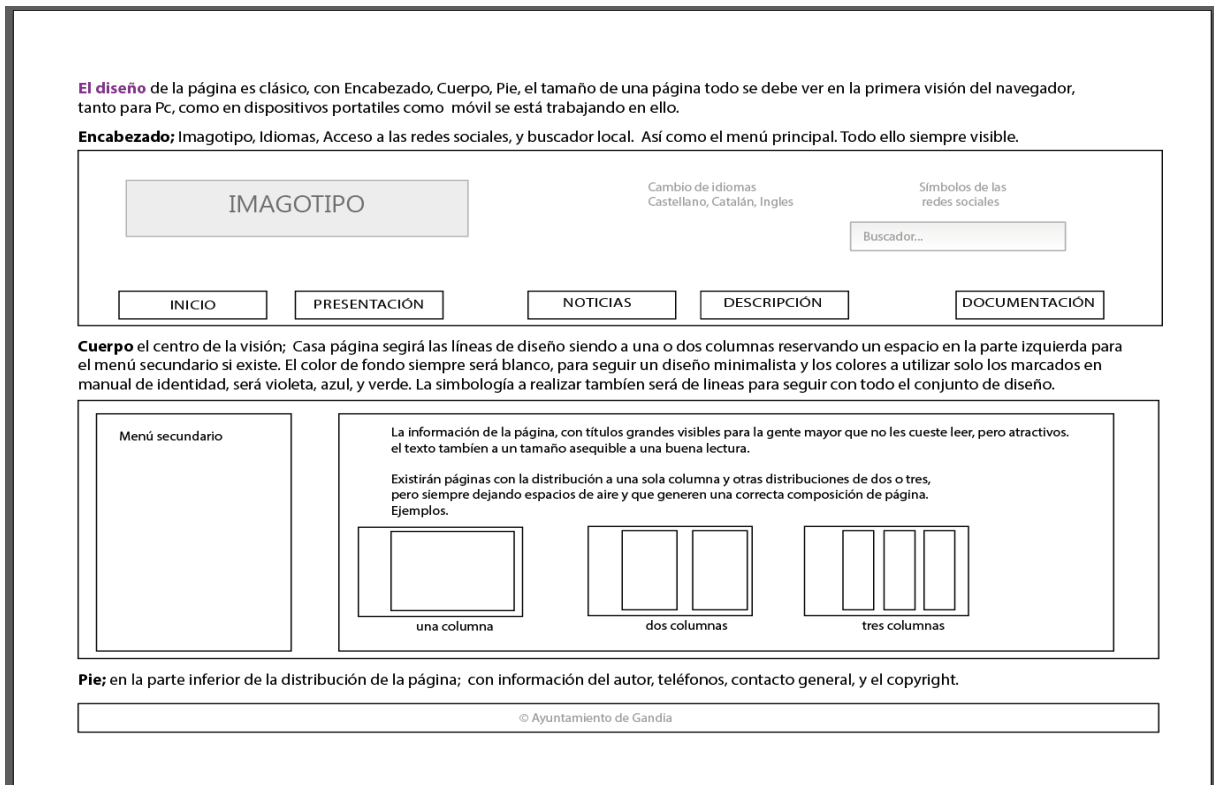 El diseño de la página es clásico, con Encabezado, Cuerpo, Pie, el tamaño de una página todo se debe ver en la primera visión del navegador,
tanto para Pc, como en dispositivos portatiles como  móvil se está trabajando en ello.
Encabezado; Imagotipo, Idiomas, Acceso a las redes sociales, y buscador local.  Así como el menú principal. Todo ello siempre visible.
IMAGOTIPO
Cambio de idiomas
Castellano, Catalán, Ingles
Símbolos de las
redes sociales
Buscador...
INICIO
PRESENTACIÓN
NOTICIAS
DESCRIPCIÓN
DOCUMENTACIÓN
Cuerpo el centro de la visión;  Casa página segirá las líneas de diseño siendo a una o dos columnas reservando un espacio en la parte izquierda para
el menú secundario si existe. El color de fondo siempre será blanco, para seguir un diseño minimalista y los colores a utilizar solo los marcados en
manual de identidad, será violeta, azul, y verde. La simbología a realizar tambíen será de lineas para seguir con todo el conjunto de diseño.
Menú secundario
La información de la página, con títulos grandes visibles para la gente mayor que no les cueste leer, pero atractivos.
el texto tambíen a un tamaño asequible a una buena lectura.
Existirán páginas con la distribución a una sola columna y otras distribuciones de dos o tres,
pero siempre dejando espacios de aire y que generen una correcta composición de página.
Ejemplos.
una columna
dos columnas
tres columnas
Pie; en la parte inferior de la distribución de la página;  con información del autor, teléfonos, contacto general, y el copyright.
© Ayuntamiento de Gandia